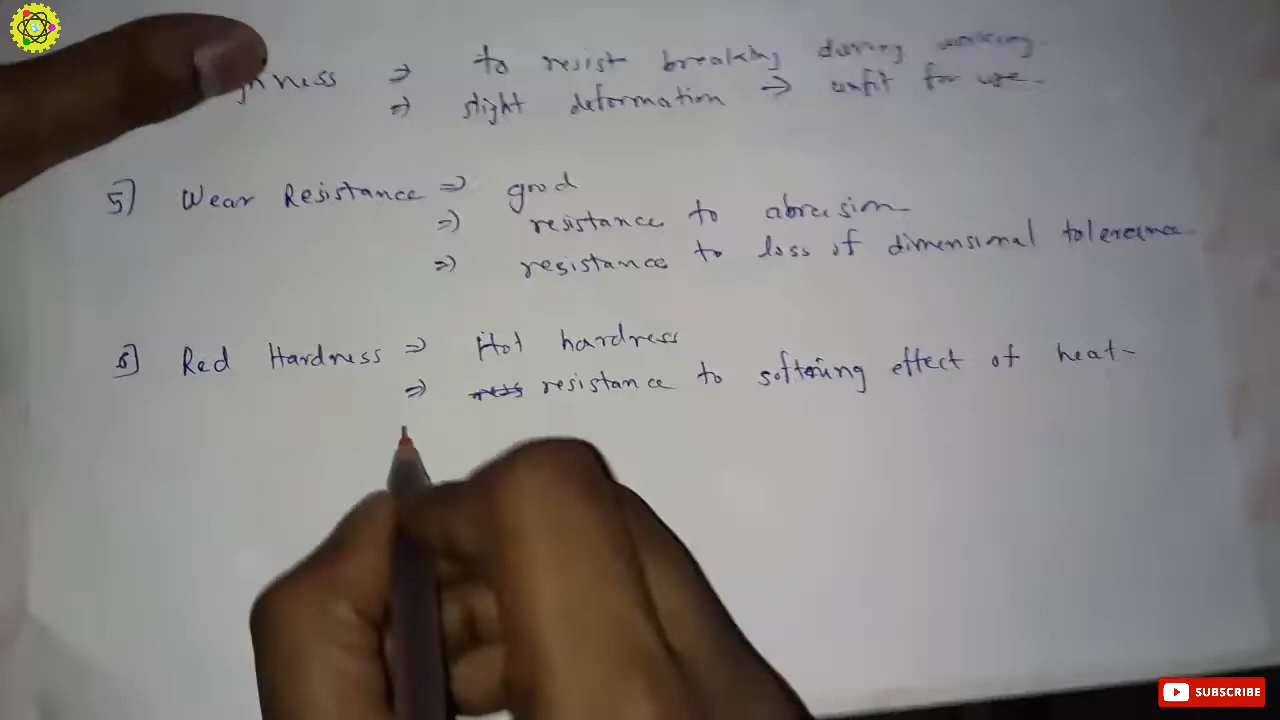 ghness ⇒ to resist breaking during working.
⇒ slight deformation → unfit for use.
5] Wear Resistance ⇒ good
⇒ resistance to abrasion
⇒ resistance to loss of dimensional tolerance
6] Red Hardness ⇒ Hot hardness
⇒ resistance to softening effect of heat
SUBSCRIBE